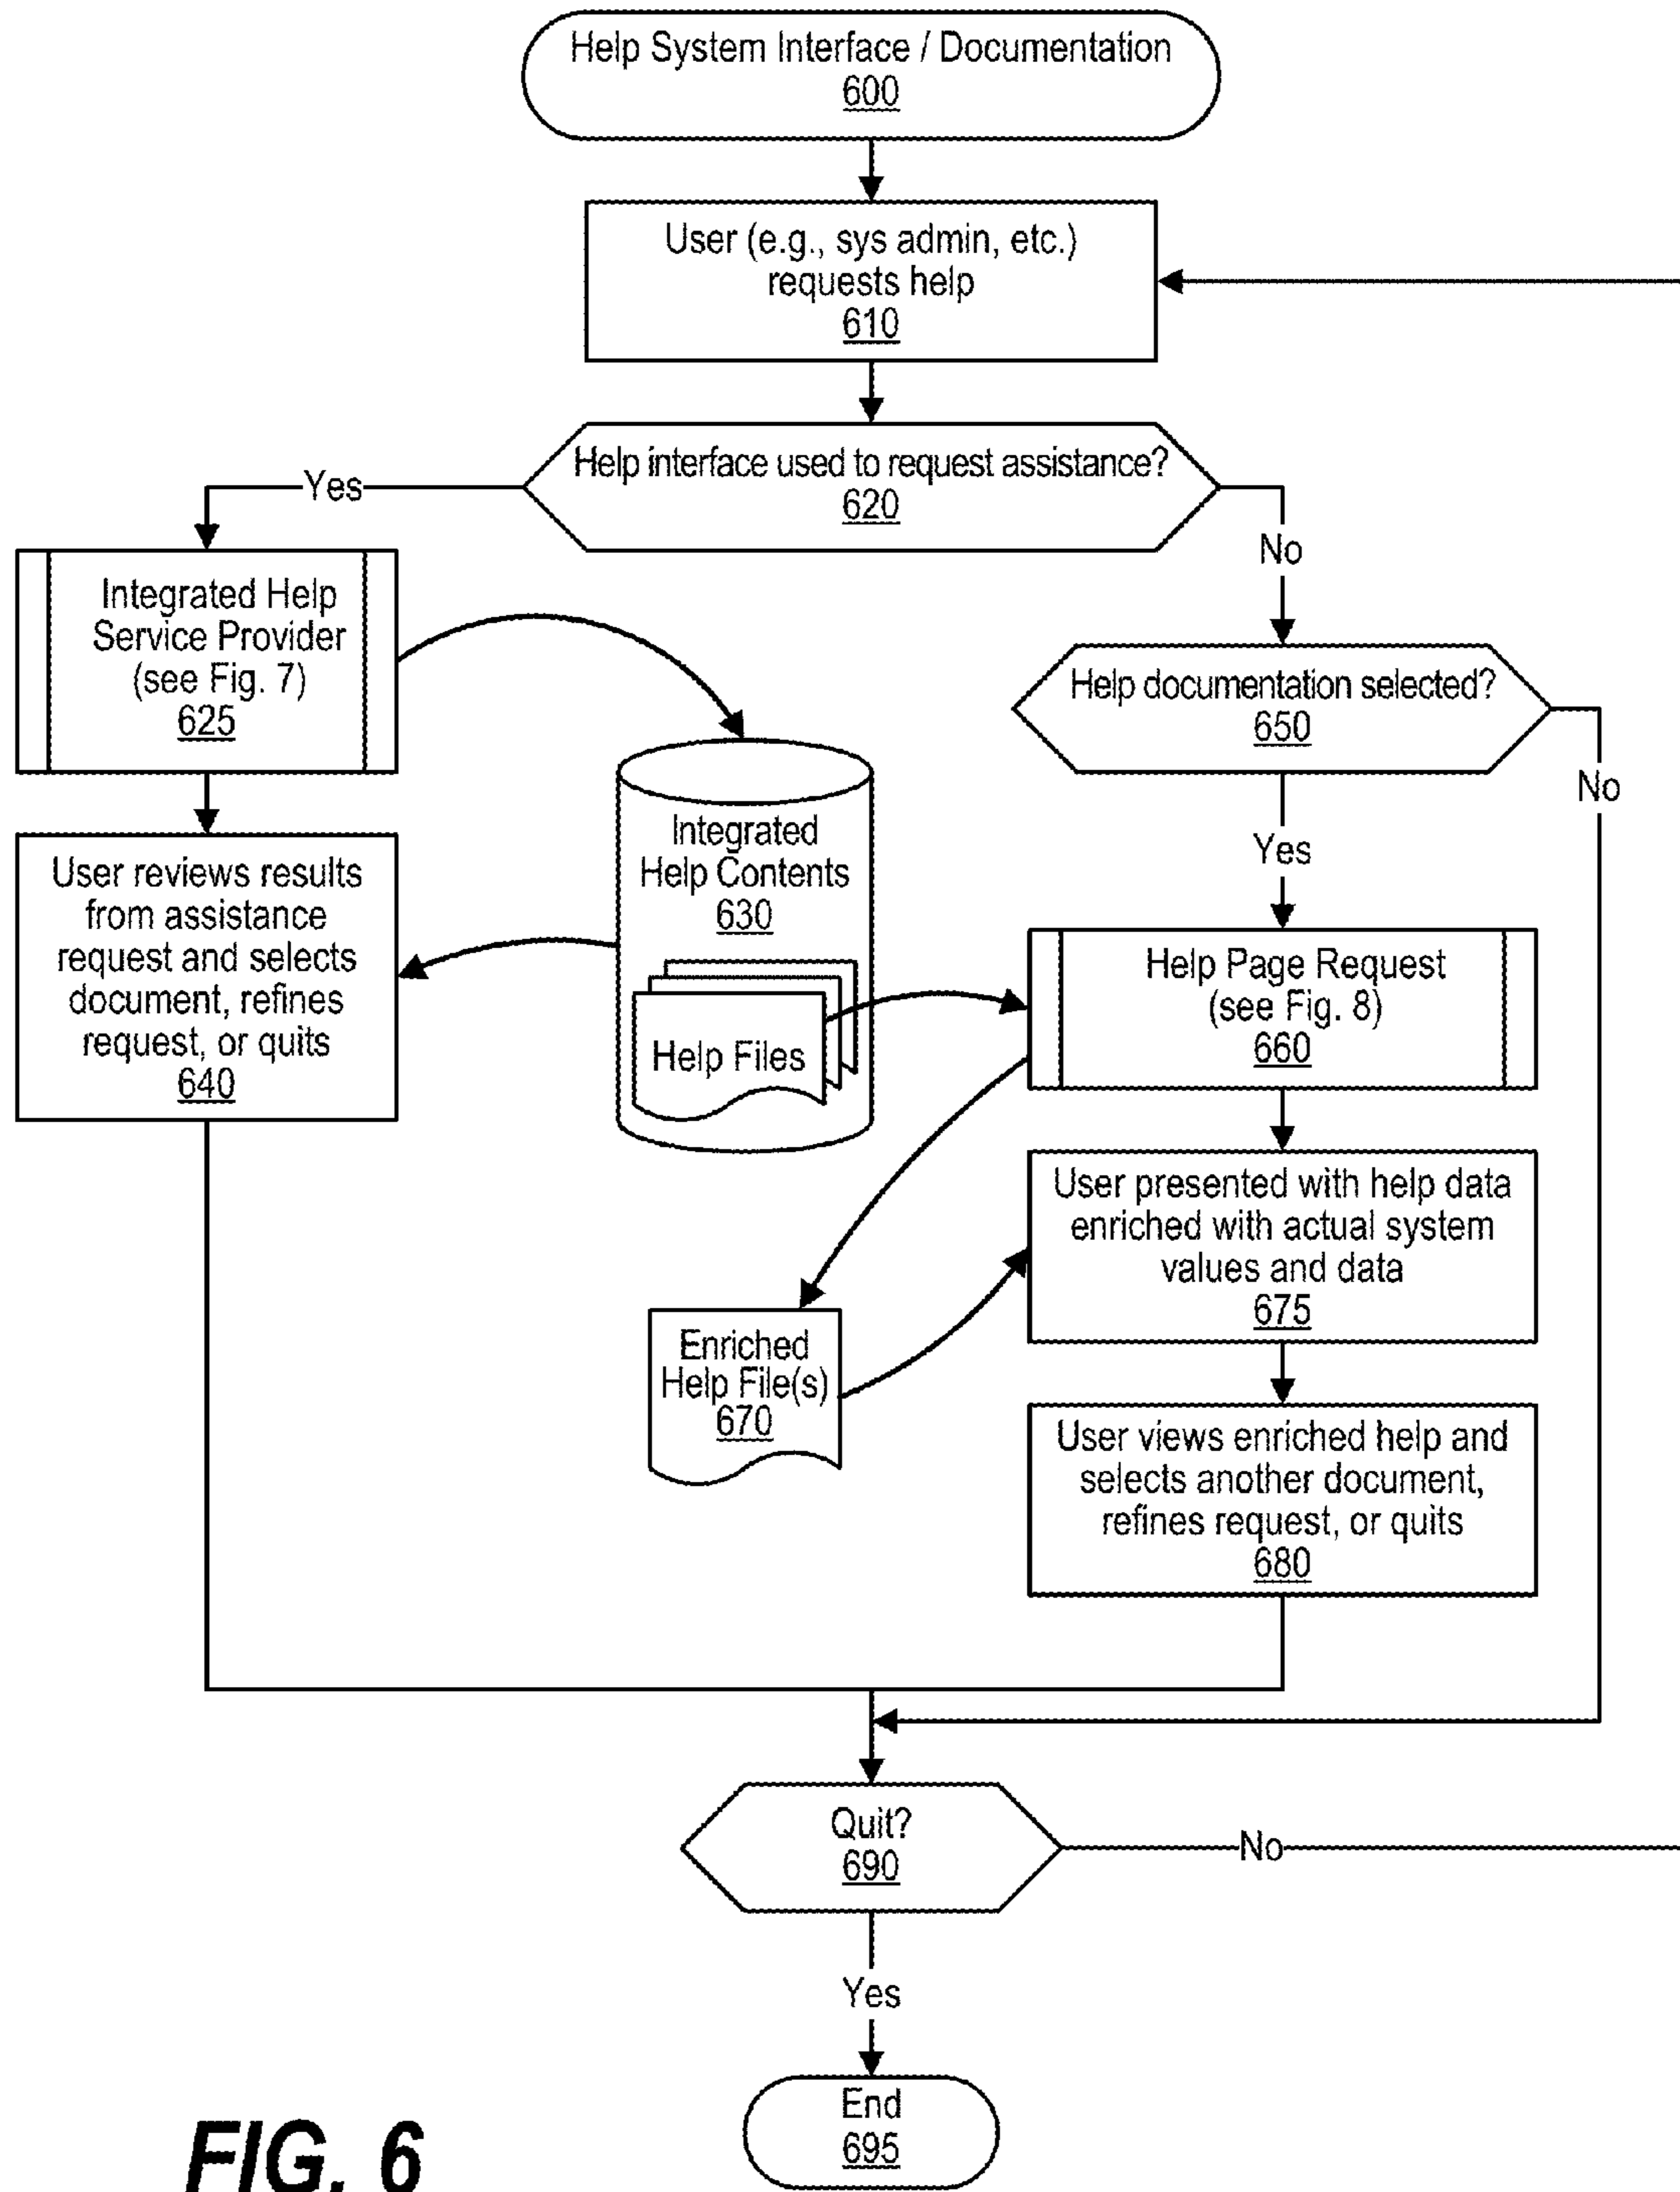 Help System Interface / Documentation
600
User (e.g., sys admin, etc.)
requests help
610
Help interface used to request assistance?
620
Yes
No
Integrated Help
Service Provider
(see Fig. 7)
625
Help documentation selected?
650
No
Yes
Integrated
Help Contents
630
Help Files
User reviews results
from assistance
request and selects
document, refines
request, or quits
640
Help Page Request
(see Fig. 8)
660
User presented with help data
enriched with actual system
values and data
675
Enriched
Help File(s)
670
User views enriched help and
selects another document,
refines request, or quits
680
Quit?
690
No
Yes
End
695
FIG. 6